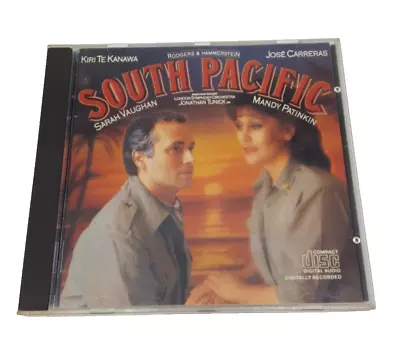 KIRI TE KANAWA
RODGERS & HAMMERSTEIN
JOSÉ CARRERAS
SOUTH PACIFIC
SARAH VAUGHAN
LONDON SYMPHONY ORCHESTRA
JONATHAN TUNICK
MANDY PATINKIN
COMPACT
disc
DIGITAL AUDIO
DIGITALLY RECORDED